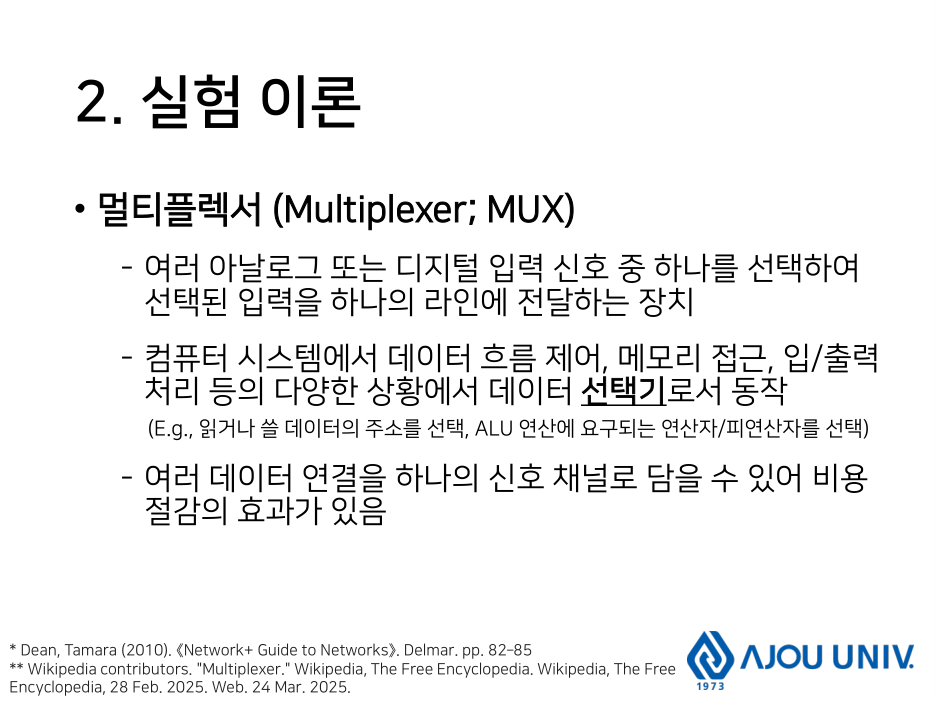 2. 실험 이론
• 멀티플렉서 (Multiplexer; MUX)
- 여러 아날로그 또는 디지털 입력 신호 중 하나를 선택하여
선택된 입력을 하나의 라인에 전달하는 장치
- 컴퓨터 시스템에서 데이터 흐름 제어, 메모리 접근, 입/출력
처리 등의 다양한 상황에서 데이터 선택기로서 동작
(E.g., 읽거나 쓸 데이터의 주소를 선택, ALU 연산에 요구되는 연산자/피연산자를 선택)
- 여러 데이터 연결을 하나의 신호 채널로 담을 수 있어 비용
절감의 효과가 있음
* Dean, Tamara (2010). 《Network+ Guide to Networks》. Delmar. pp. 82–85
** Wikipedia contributors. "Multiplexer." Wikipedia, The Free Encyclopedia. Wikipedia, The Free
Encyclopedia, 28 Feb. 2025. Web. 24 Mar. 2025.
AJOU UNIV.
1973